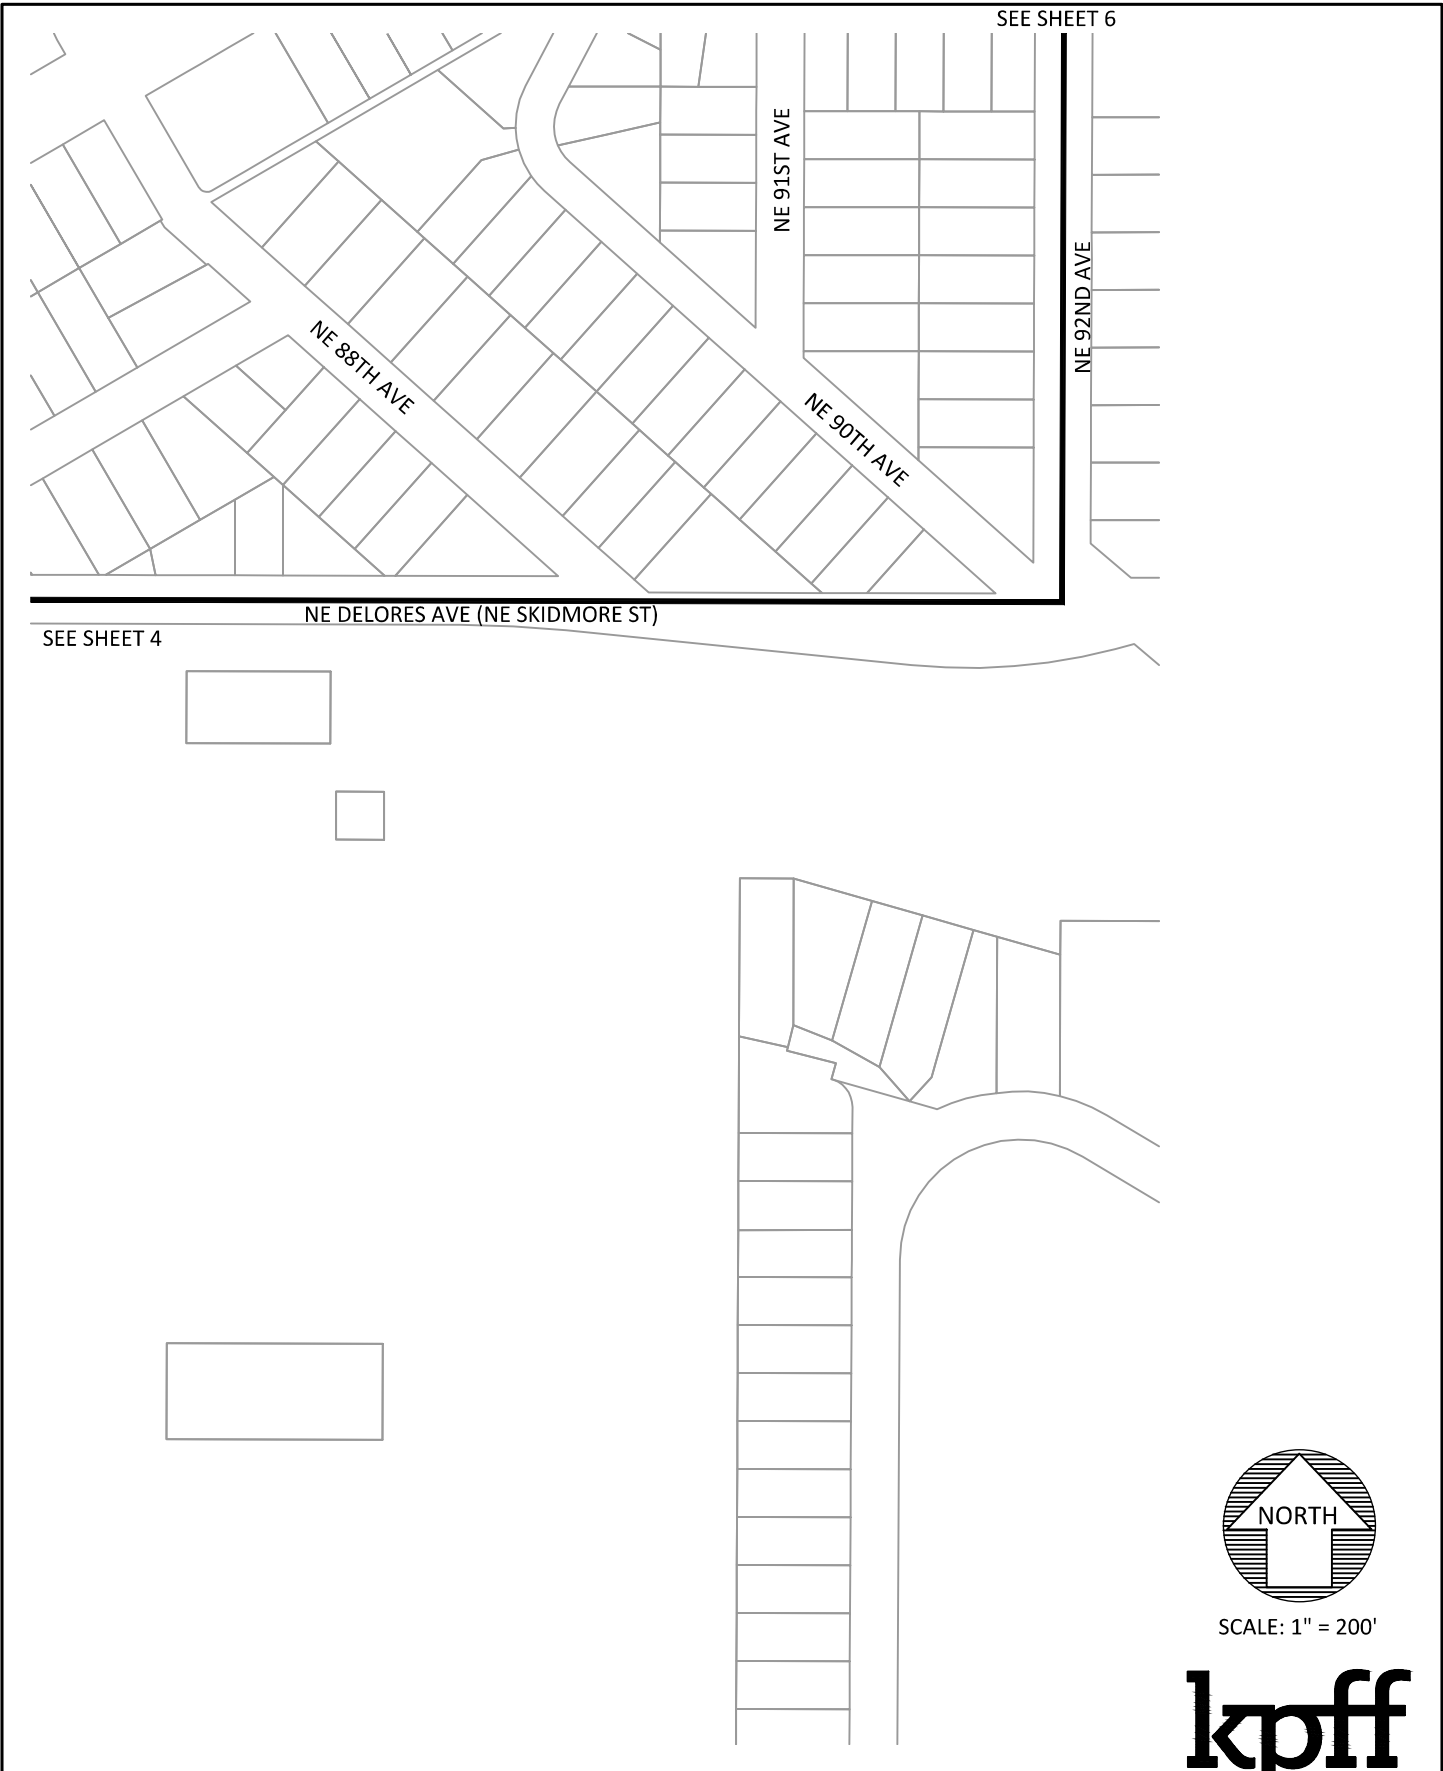 SEE SHEET 6
NE 91ST AVE
NE 92ND AVE
NE 88TH AVE
NE 90TH AVE
NE DELORES AVE (NE SKIDMORE ST)
SEE SHEET 4
NORTH
SCALE: 1" = 200'
kpff